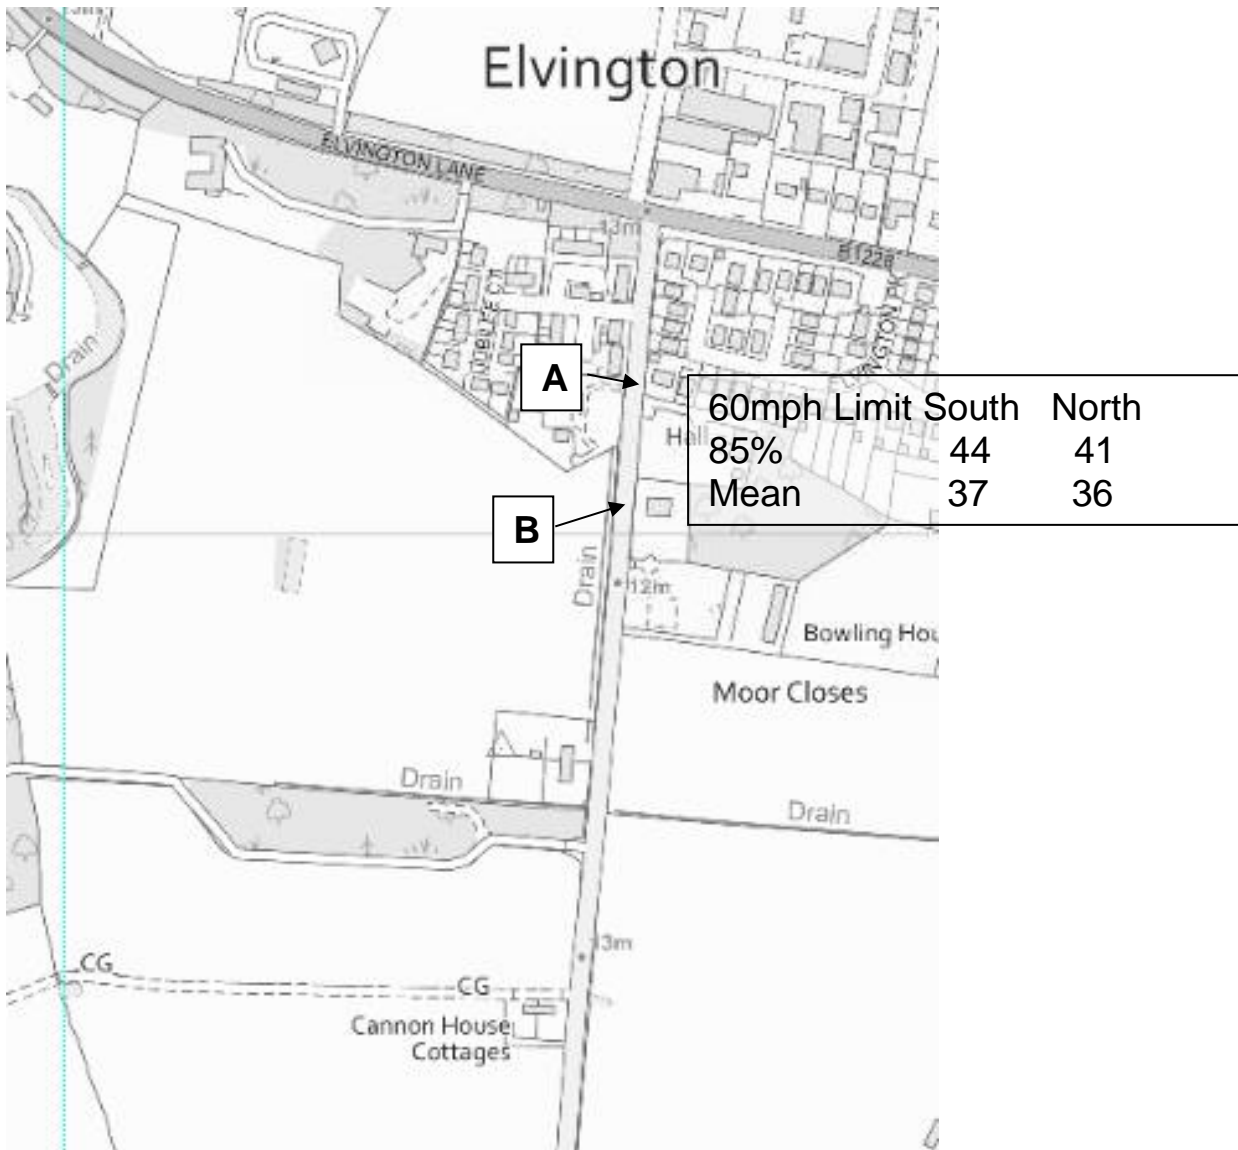 Elvington
ELVINGTON LANE
13m
B1228
Drain
A
60mph Limit South North
85% 44 41
Mean 37 36
Hall
B
Drain
12m
Bowling Hou
Moor Closes
Drain
Drain
13m
CG
CG
Cannon House
Cottages